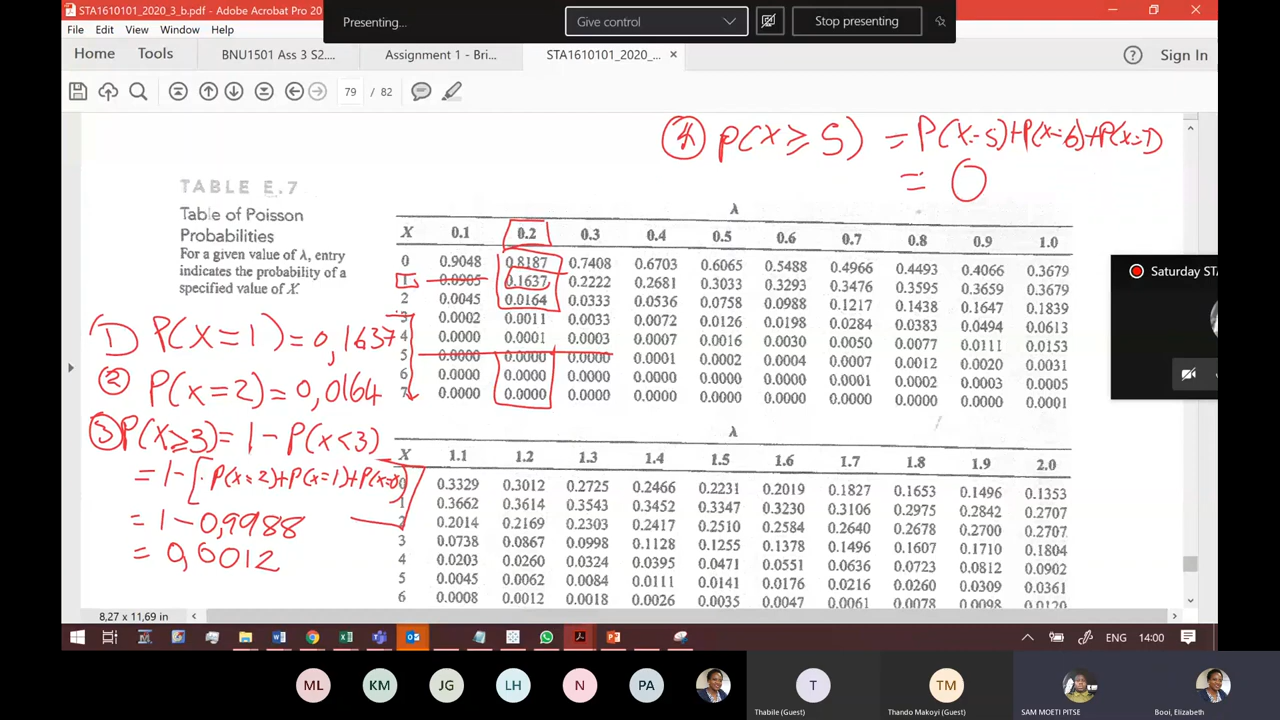 STA1610101_2020_3_b.pdf - Adobe Acrobat Pro 20
Presenting...
Give control
Stop presenting
File Edit View Window Help
Home Tools BNU1501 Ass 3 S2.... Assignment 1 - Bri... STA1610101_2020_... × Sign In
79 / 82
④ P(X ≥ 5) = P(X=5)+P(X=6)+P(X=7)
= 0
TABLE E.7
Table of Poisson
Probabilities
For a given value of λ, entry
indicates the probability of a
specified value of X.
λ
X 0.1 0.2 0.3 0.4 0.5 0.6 0.7 0.8 0.9 1.0
0 0.9048 0.8187 0.7408 0.6703 0.6065 0.5488 0.4966 0.4493 0.4066 0.3679
1 0.0905 0.1637 0.2222 0.2681 0.3033 0.3293 0.3476 0.3595 0.3659 0.3679
2 0.0045 0.0164 0.0333 0.0536 0.0758 0.0988 0.1217 0.1438 0.1647 0.1839
3 0.0002 0.0011 0.0033 0.0072 0.0126 0.0198 0.0284 0.0383 0.0494 0.0613
4 0.0000 0.0001 0.0003 0.0007 0.0016 0.0030 0.0050 0.0077 0.0111 0.0153
5 0.0000 0.0000 0.0000 0.0001 0.0002 0.0004 0.0007 0.0012 0.0020 0.0031
6 0.0000 0.0000 0.0000 0.0000 0.0000 0.0000 0.0001 0.0002 0.0003 0.0005
7 0.0000 0.0000 0.0000 0.0000 0.0000 0.0000 0.0000 0.0000 0.0000 0.0001
① P(X=1) = 0,1637
② P(X=2) = 0,0164
③ P(X≥3) = 1 - P(X<3)
= 1 - [P(X=2)+P(X=1)+P(X=0)]
= 1 - 0,9988
= 0,0012
λ
X 1.1 1.2 1.3 1.4 1.5 1.6 1.7 1.8 1.9 2.0
0 0.3329 0.3012 0.2725 0.2466 0.2231 0.2019 0.1827 0.1653 0.1496 0.1353
1 0.3662 0.3614 0.3543 0.3452 0.3347 0.3230 0.3106 0.2975 0.2842 0.2707
2 0.2014 0.2169 0.2303 0.2417 0.2510 0.2584 0.2640 0.2678 0.2700 0.2707
3 0.0738 0.0867 0.0998 0.1128 0.1255 0.1378 0.1496 0.1607 0.1710 0.1804
4 0.0203 0.0260 0.0324 0.0395 0.0471 0.0551 0.0636 0.0723 0.0812 0.0902
5 0.0045 0.0062 0.0084 0.0111 0.0141 0.0176 0.0216 0.0260 0.0309 0.0361
6 0.0008 0.0012 0.0018 0.0026 0.0035 0.0047 0.0061 0.0078 0.0098 0.0120
Saturday STA
8,27 x 11,69 in
ENG 14:00
ML KM JG LH N PA T TM
Thabile (Guest) Thando Makoyi (Guest) SAM MOETI PITSE Booi, Elizabeth